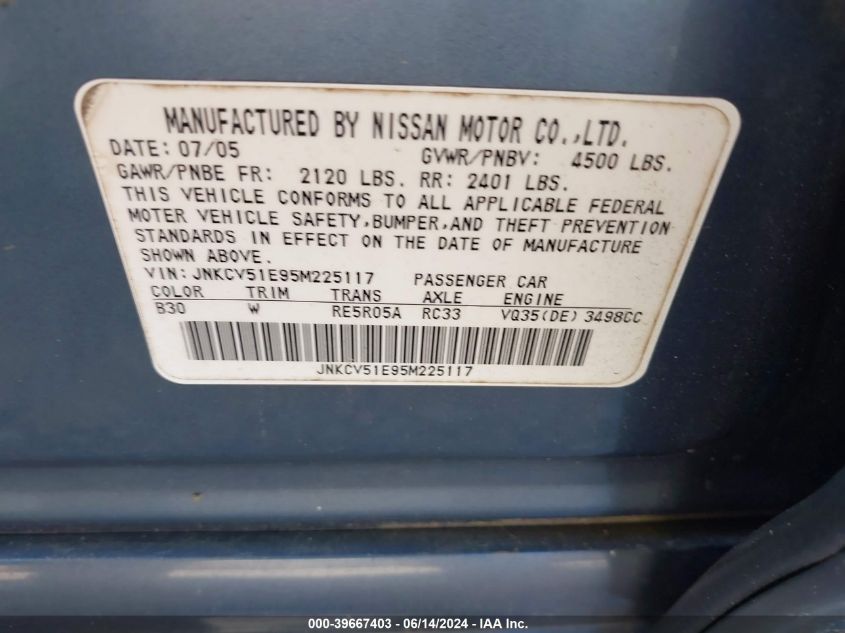 MANUFACTURED BY NISSAN MOTOR CO.,LTD.
DATE: 07/05 GVWR/PNBV: 4500 LBS.
GAWR/PNBE FR: 2120 LBS. RR: 2401 LBS.
THIS VEHICLE CONFORMS TO ALL APPLICABLE FEDERAL
MOTER VEHICLE SAFETY,BUMPER,AND THEFT PREVENTION
STANDARDS IN EFFECT ON THE DATE OF MANUFACTURE
SHOWN ABOVE.
VIN: JNKCV51E95M225117 PASSENGER CAR
COLOR TRIM TRANS AXLE ENGINE
B30 W RE5R05A RC33 VQ35(DE) 3498CC
JNKCV51E95M225117
000-39667403 - 06/14/2024 - IAA Inc.